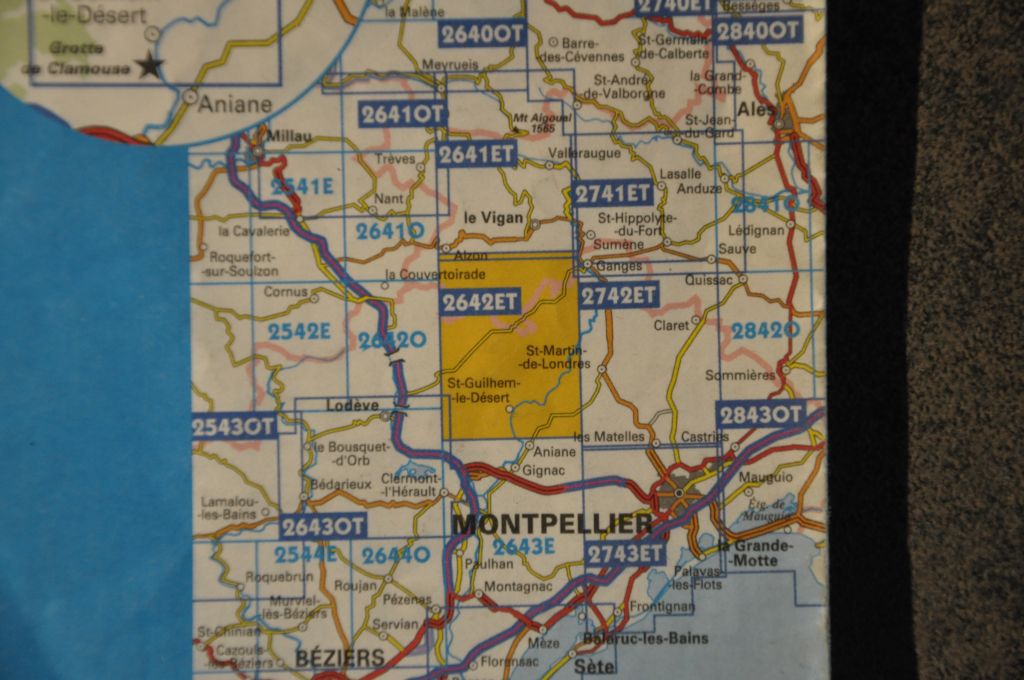 -le-Désert
Grotte
de Clamouse
Aniane
la Malène
2640OT
2740ET
Bességes
2840OT
Barre-
-des-Cévennes
St-Germain-
-de-Calberte
Meyrueis
St-André-
-de-Valborgne
la Grand-
-Combe
2641OT
Mt Aigoual
1565
Alès
St-Jean-
-du-Gard
Millau
Trèves
2641ET
Valleraugue
2541E
Lasalle
Anduze
2741ET
2841O
Nant
le Vigan
St-Hippolyte-
-du-Fort
la Cavalerie
2641O
Lédignan
Sumène
Sauve
Roquefort-
-sur-Soulzon
Alzon
Ganges
la Couvertoirade
Quissac
Cornus
2642ET
2742ET
2542E
2642O
Claret
2842O
St-Martin-
-de-Londres
Sommières
St-Guilhem-
-le-Désert
Lodève
2543OT
2843OT
les Matelles
Castries
le Bousquet-
-d'Orb
Aniane
Gignac
Bédarieux
Clermont-
-l'Hérault
Mauguio
Lamalou-
-les-Bains
Étg. de
Mauguio
2643OT
MONTPELLIER
2544E
2644O
2643E
2743ET
la Grande-
-Motte
Paulhan
Palavas-
-les-Flots
Roquebrun
Roujan
Montagnac
Murviel-
-lès-Béziers
Pézenas
Frontignan
St-Chinian
Servian
Mèze
Balaruc-les-Bains
Cazouls-
-lès-Béziers
BÉZIERS
Florensac
Sète